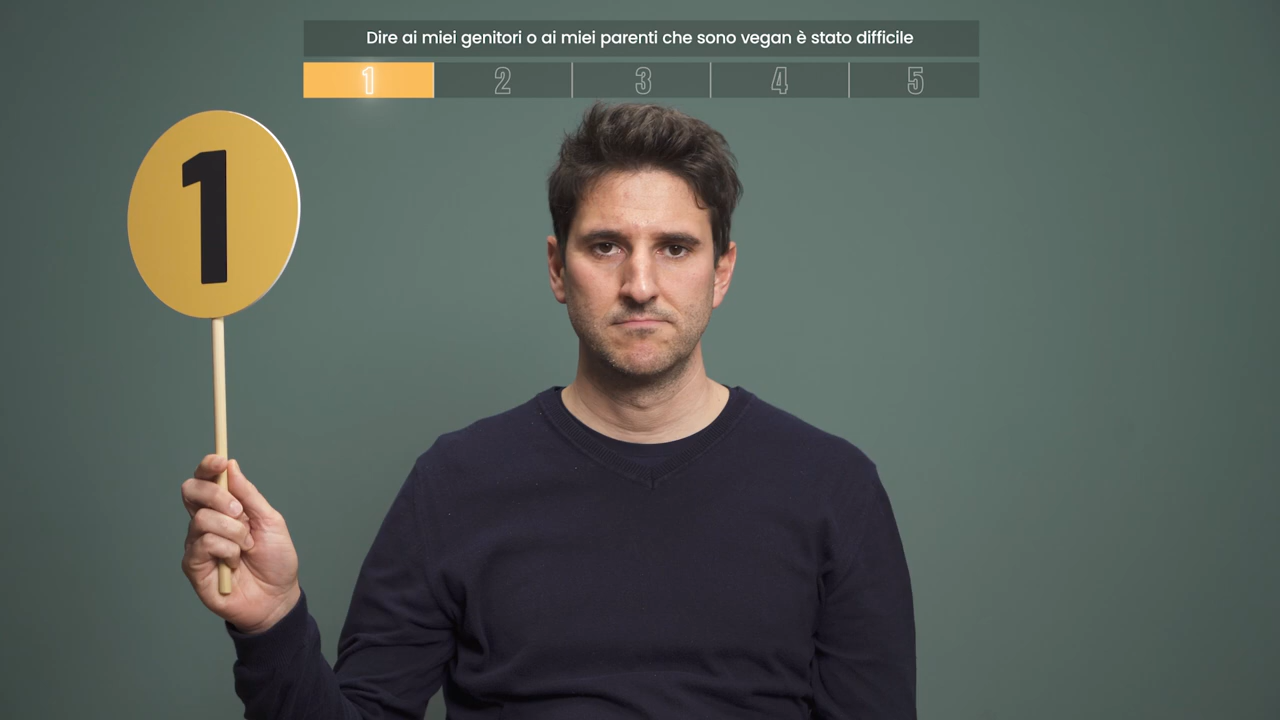 Dire ai miei genitori o ai miei parenti che sono vegan è stato difficile
1 2 3 4 5
1